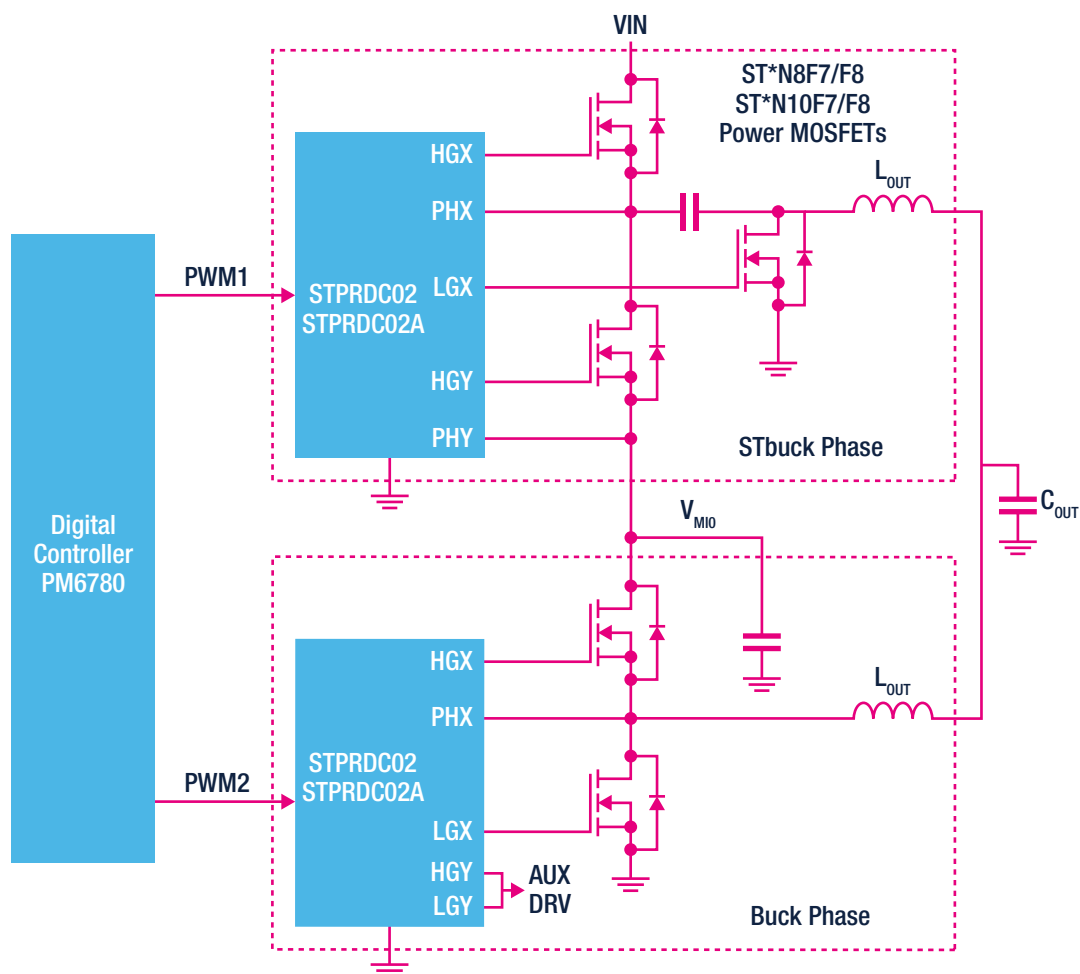 VIN
ST*N8F7/F8
ST*N10F7/F8
Power MOSFETs
HGX
LOUT
PHX
PWM1
LGX
STPRDC02
STPRDC02A
HGY
PHY
STbuck Phase
VMI0
COUT
Digital
Controller
PM6780
HGX
LOUT
PHX
STPRDC02
PWM2
STPRDC02A
LGX
HGY
AUX
LGY
DRV
Buck Phase